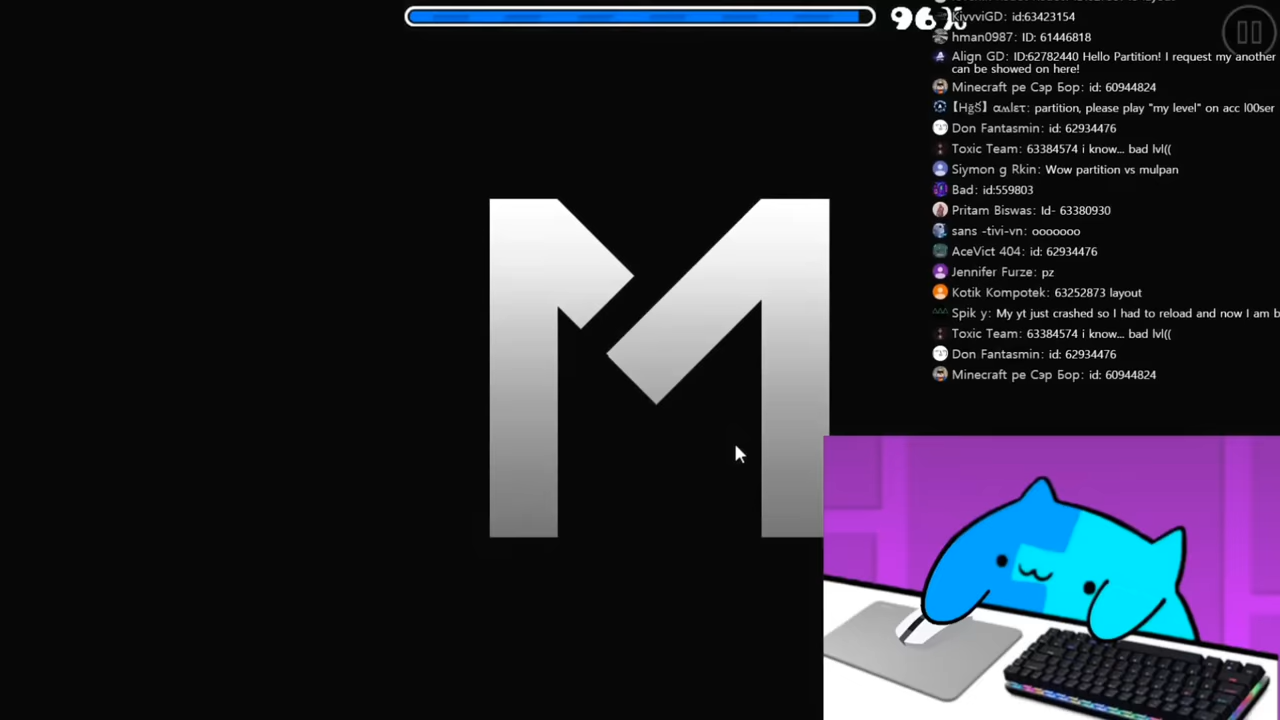 96%
KivvviGD: id:63423154
hman0987: ID: 61446818
Align GD: ID:62782440 Hello Partition! I request my another
can be showed on here!
Minecraft pe Сэр Бор: id: 60944824
【HğŚ】αмlεт: partition, please play "my level" on acc l00ser
Don Fantasmin: id: 62934476
Toxic Team: 63384574 i know... bad lvl((
Siymon g Rkin: Wow partition vs mulpan
Bad: id:559803
Pritam Biswas: Id- 63380930
sans -tivi-vn: ooooooo
AceVict 404: id: 62934476
Jennifer Furze: pz
Kotik Kompotek: 63252873 layout
Spik y: My yt just crashed so I had to reload and now I am b
Toxic Team: 63384574 i know... bad lvl((
Don Fantasmin: id: 62934476
Minecraft pe Сэр Бор: id: 60944824
M